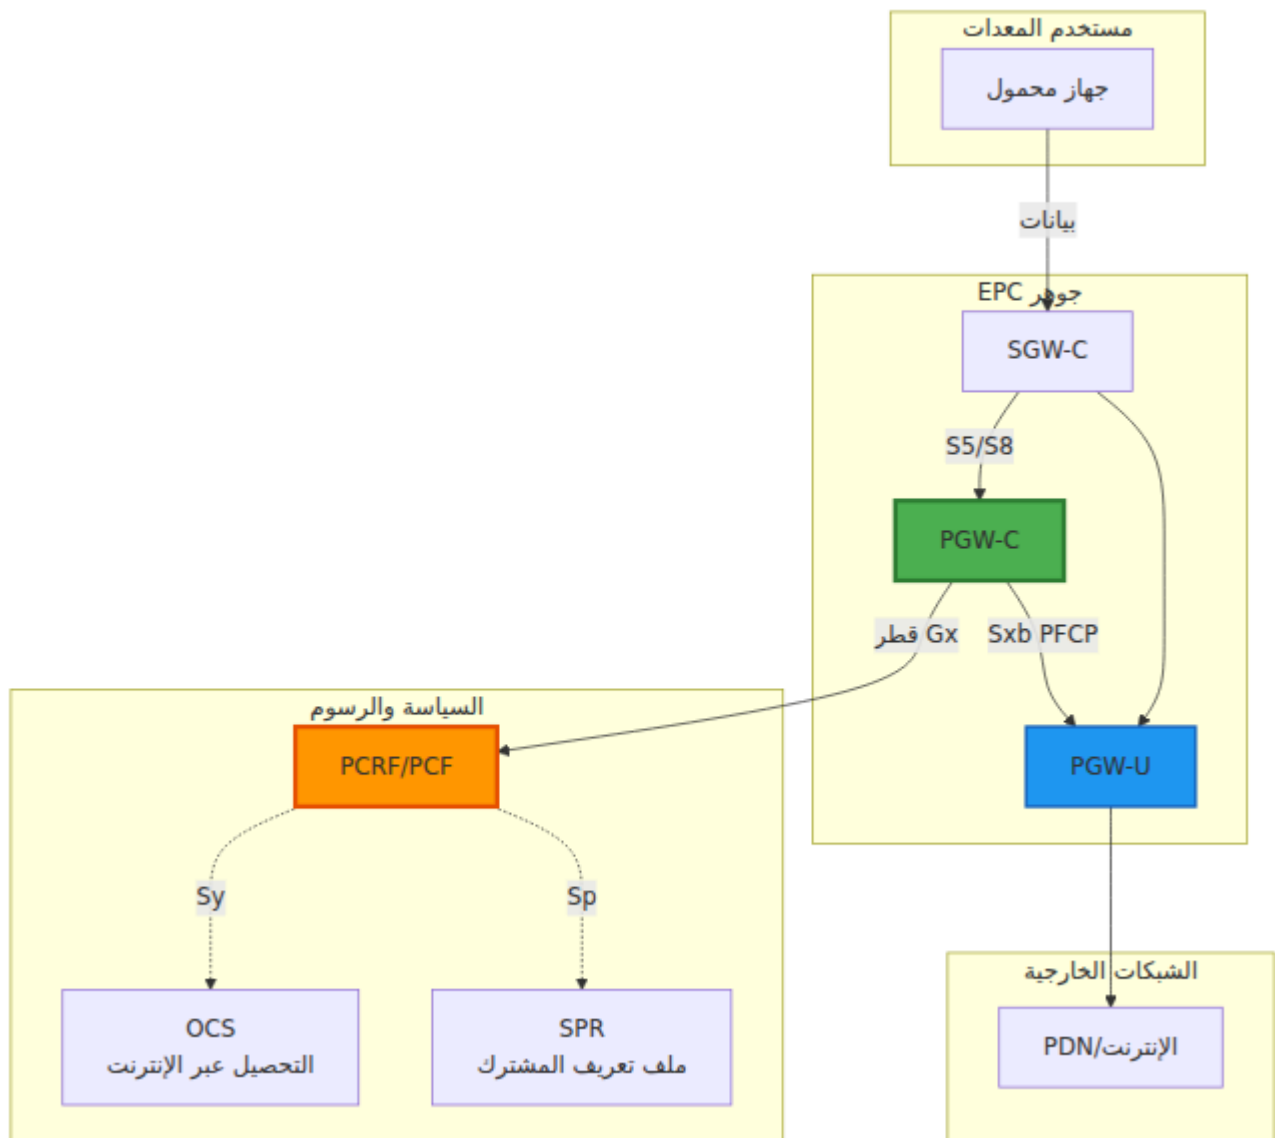 مستخدم المعدات
جهاز محمول
بيانات
جوهر EPC
SGW-C
S5/S8
PGW-C
قطر Gx
Sxb PFCP
السياسة والرسوم
PCRF/PCF
PGW-U
Sy
Sp
الشبكات الخارجية
OCS
التحصيل عبر الإنترنت
SPR
ملف تعريف المشترك
PDN/الإنترنت